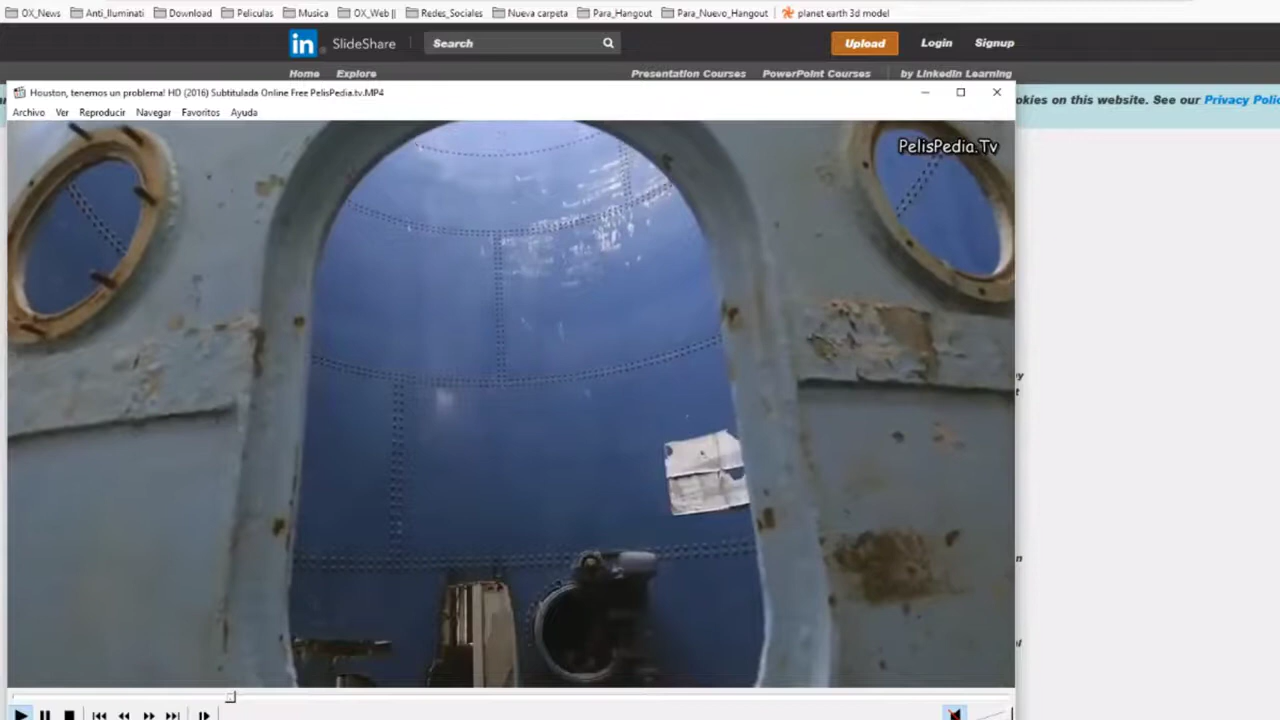 OX_News Anti_Iluminati Download Peliculas Musica OX_Web || Redes_Sociales Nueva carpeta Para_Hangout Para_Nuevo_Hangout planet earth 3d model
in SlideShare Search Upload Login Signup
Home Explore Presentation Courses PowerPoint Courses by LinkedIn Learning
Houston, tenemos un problema! HD (2016) Subtitulada Online Free PelisPedia.tv.MP4
okies on this website. See our Privacy Polic
Archivo Ver Reproducir Navegar Favoritos Ayuda
PelisPedia.Tv